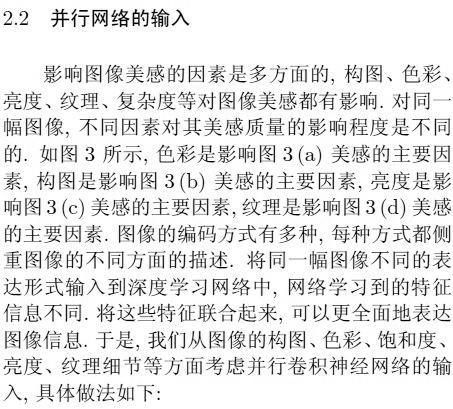 2.2 并行网络的输入
影响图像美感的因素是多方面的, 构图、色彩、
亮度、纹理、复杂度等对图像美感都有影响. 对同一
幅图像, 不同因素对其美感质量的影响程度是不同
的. 如图 3 所示, 色彩是影响图 3 (a) 美感的主要因
素, 构图是影响图 3 (b) 美感的主要因素, 亮度是影
响图 3 (c) 美感的主要因素, 纹理是影响图 3 (d) 美感
的主要因素. 图像的编码方式有多种, 每种方式都侧
重图像的不同方面的描述. 将同一幅图像不同的表
达形式输入到深度学习网络中, 网络学习到的特征
信息不同. 将这些特征联合起来, 可以更全面地表达
图像信息. 于是, 我们从图像的构图、色彩、饱和度、
亮度、纹理细节等方面考虑并行卷积神经网络的输
入, 具体做法如下: